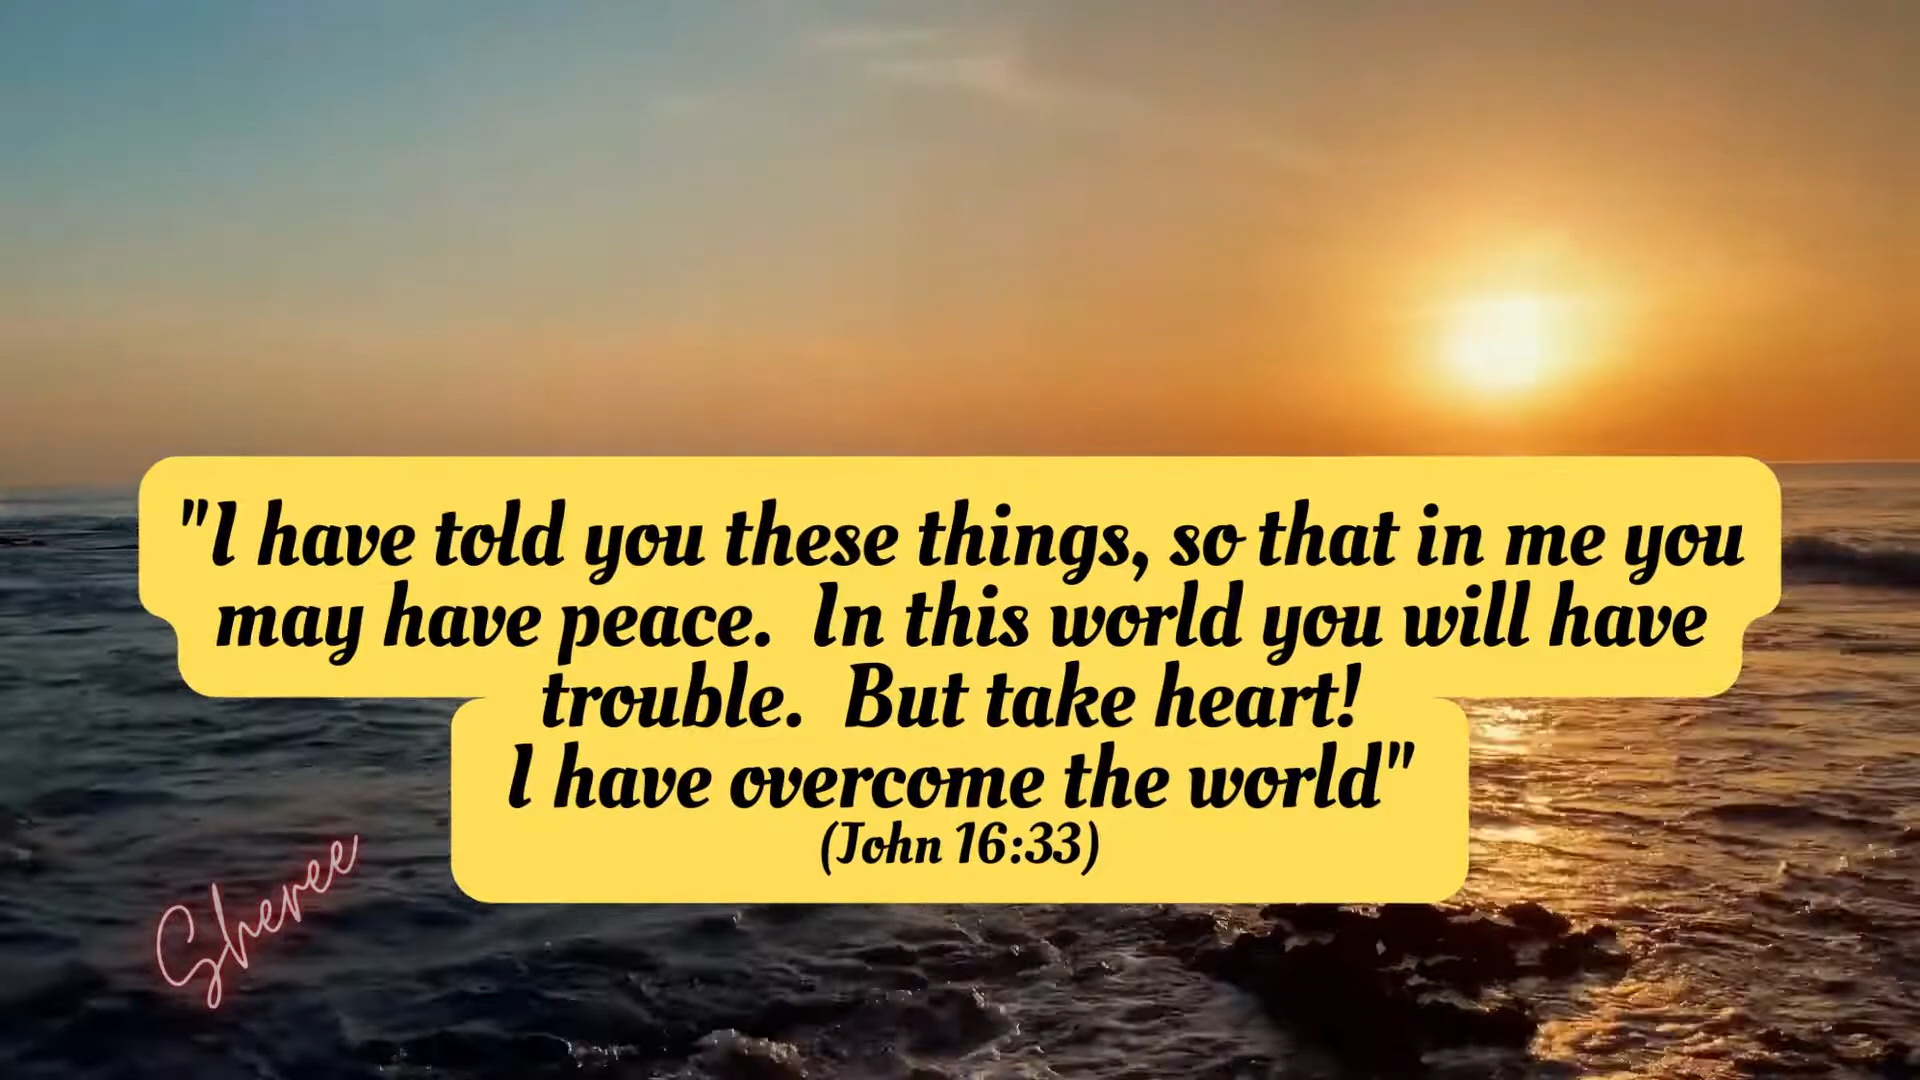 "I have told you these things, so that in me you
may have peace.  In this world you will have
trouble.  But take heart!
I have overcome the world"
(John 16:33)
Sheree